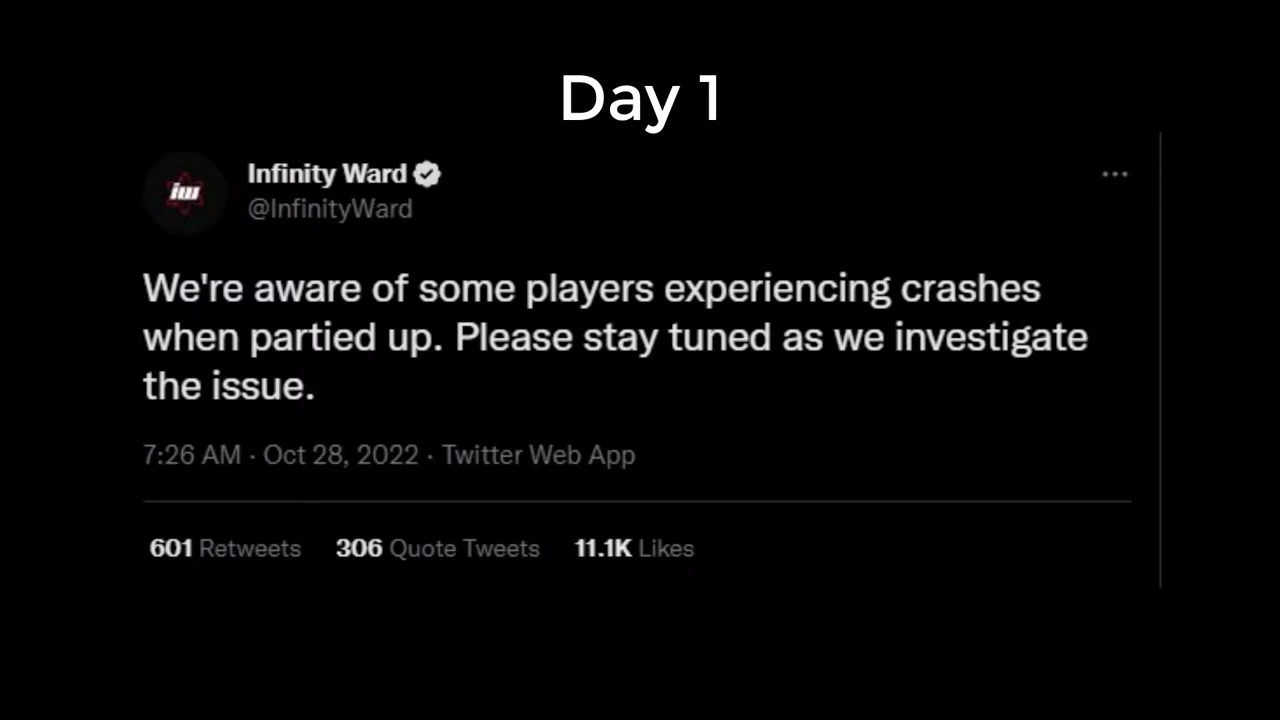 Day 1
Infinity Ward
iw
@InfinityWard
We're aware of some players experiencing crashes
when partied up. Please stay tuned as we investigate
the issue.
7:26 AM · Oct 28, 2022 · Twitter Web App
601 Retweets 306 Quote Tweets 11.1K Likes